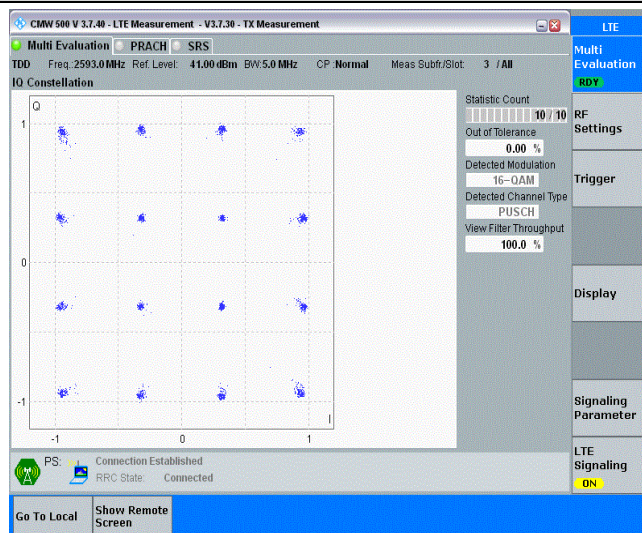 CMW 500 V 3.7.40 - LTE Measurement - V3.7.30 - TX Measurement
LTE
Multi Evaluation PRACH SRS
Multi
Evaluation
RDY
TDD Freq.:2593.0 MHz Ref. Level: 41.00 dBm BW:5.0 MHz CP :Normal Meas Subfr./Slot: 3 / All
IQ Constellation
Q
1
0
-1
-1 0 1
I
Statistic Count
10 / 10
Out of Tolerance
0.00 %
Detected Modulation
16-QAM
Detected Channel Type
PUSCH
View Filter Throughput
100.0 %
RF
Settings
Trigger
Display
Signaling
Parameter
LTE
Signaling
ON
PS: Connection Established
RRC State: Connected
Go To Local
Show Remote
Screen